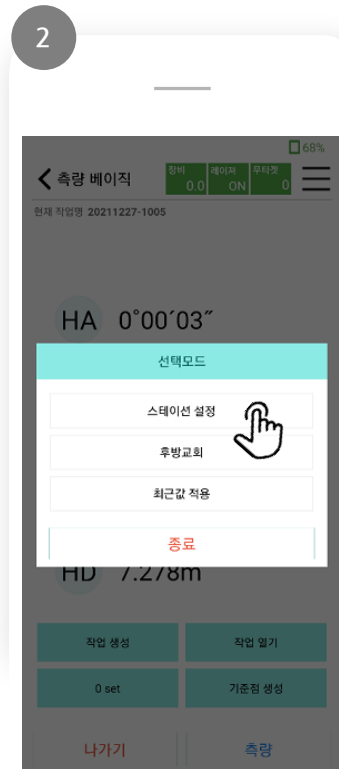 2
68%
측량 베이직
장비 0.0
레이져 ON
무타겟 0
현재 작업명 20211227-1005
HA 0°00′03″
선택모드
스테이션 설정
후방교회
최근값 적용
종료
HD 7.278m
작업 생성 작업 열기
0 set 기준점 생성
나가기 측량